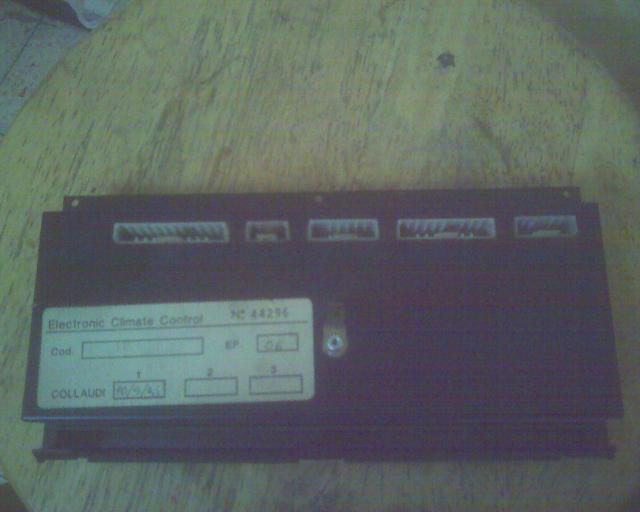 Electronic Climate Control Nº 44296
Cod. EP 06
1 2 3
COLLAUDI